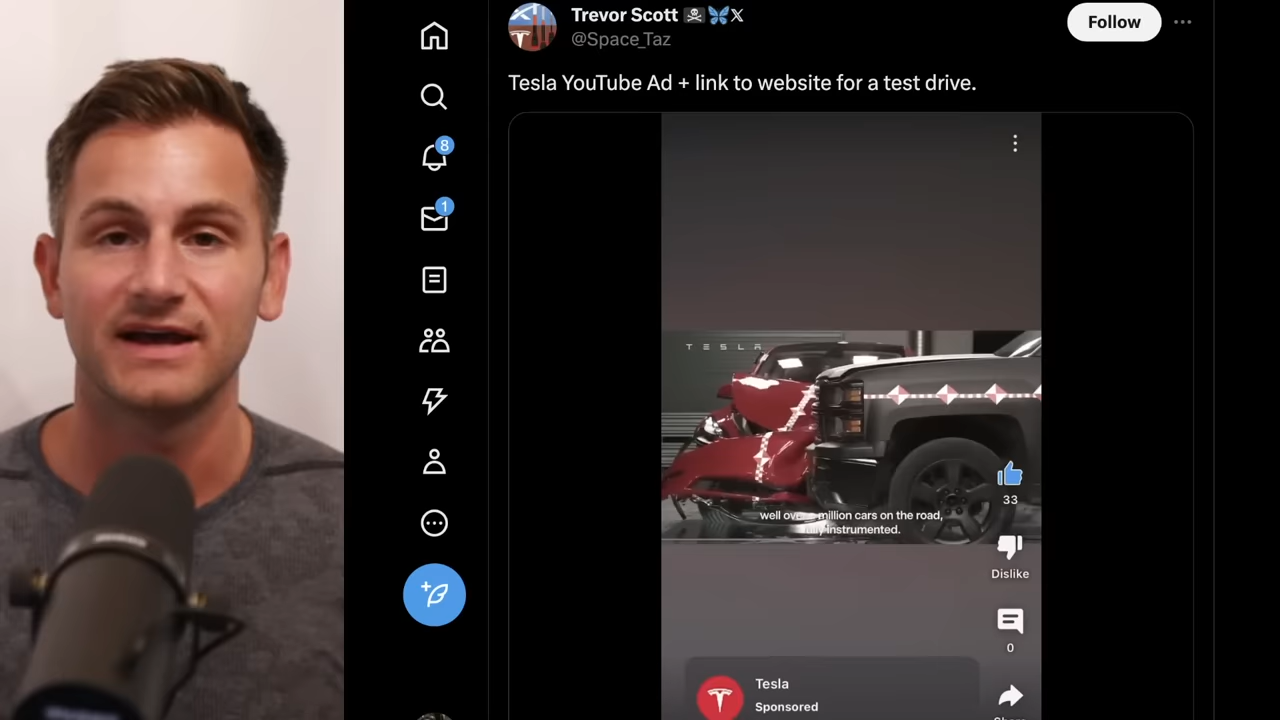 Trevor Scott ☠️🦋X
@Space_Taz
Follow
Tesla YouTube Ad + link to website for a test drive.
8
1
TESLA
well over million cars on the road,
fully instrumented.
33
Dislike
0
Tesla
Sponsored
Share